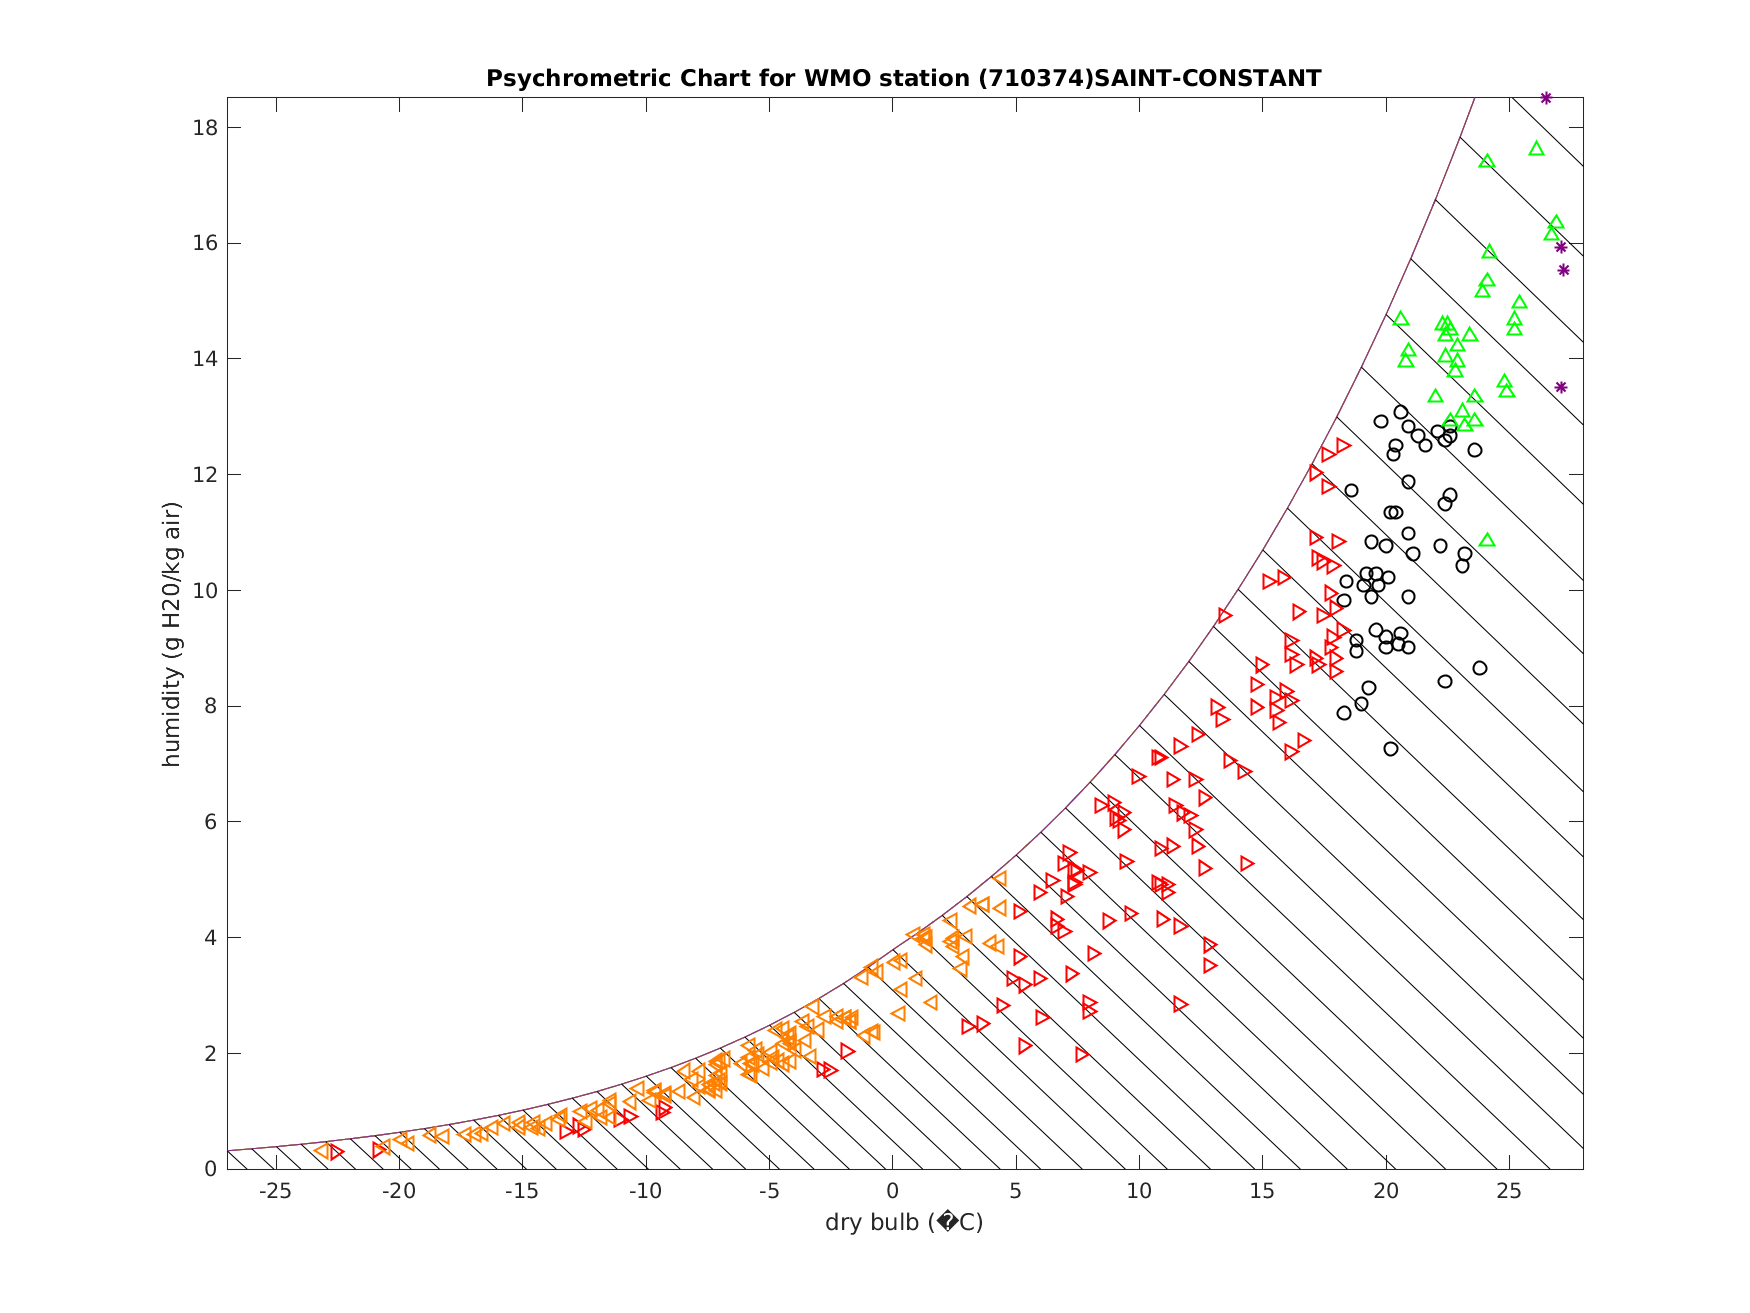 Psychrometric Chart for WMO station (710374)SAINT-CONSTANT
18
16
14
12
10
8
6
4
2
0
humidity (g H20/kg air)
-25 -20 -15 -10 -5 0 5 10 15 20 25
dry bulb (�C)